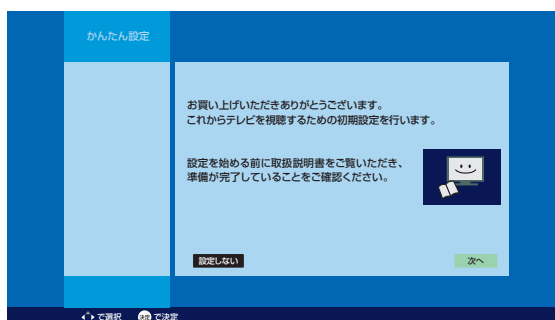 かんたん設定
お買い上げいただきありがとうございます。
これからテレビを視聴するための初期設定を行います。
設定を始める前に取扱説明書をご覧いただき、
準備が完了していることをご確認ください。
設定しない
次へ
で選択 決定 で決定